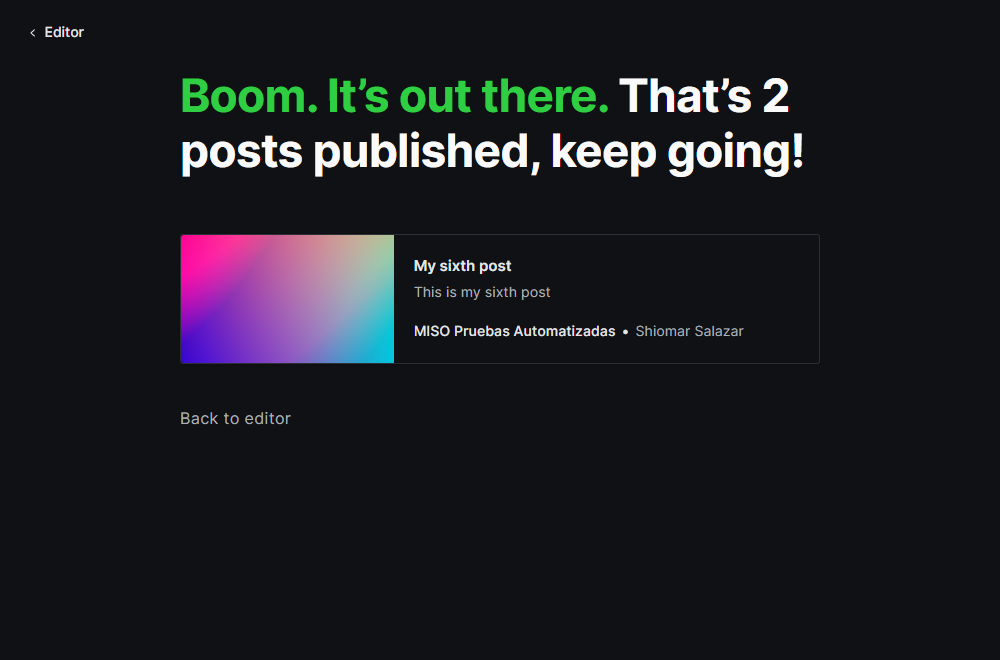 Editor
Boom. It’s out there. That’s 2
posts published, keep going!
My sixth post
This is my sixth post
MISO Pruebas Automatizadas • Shiomar Salazar
Back to editor